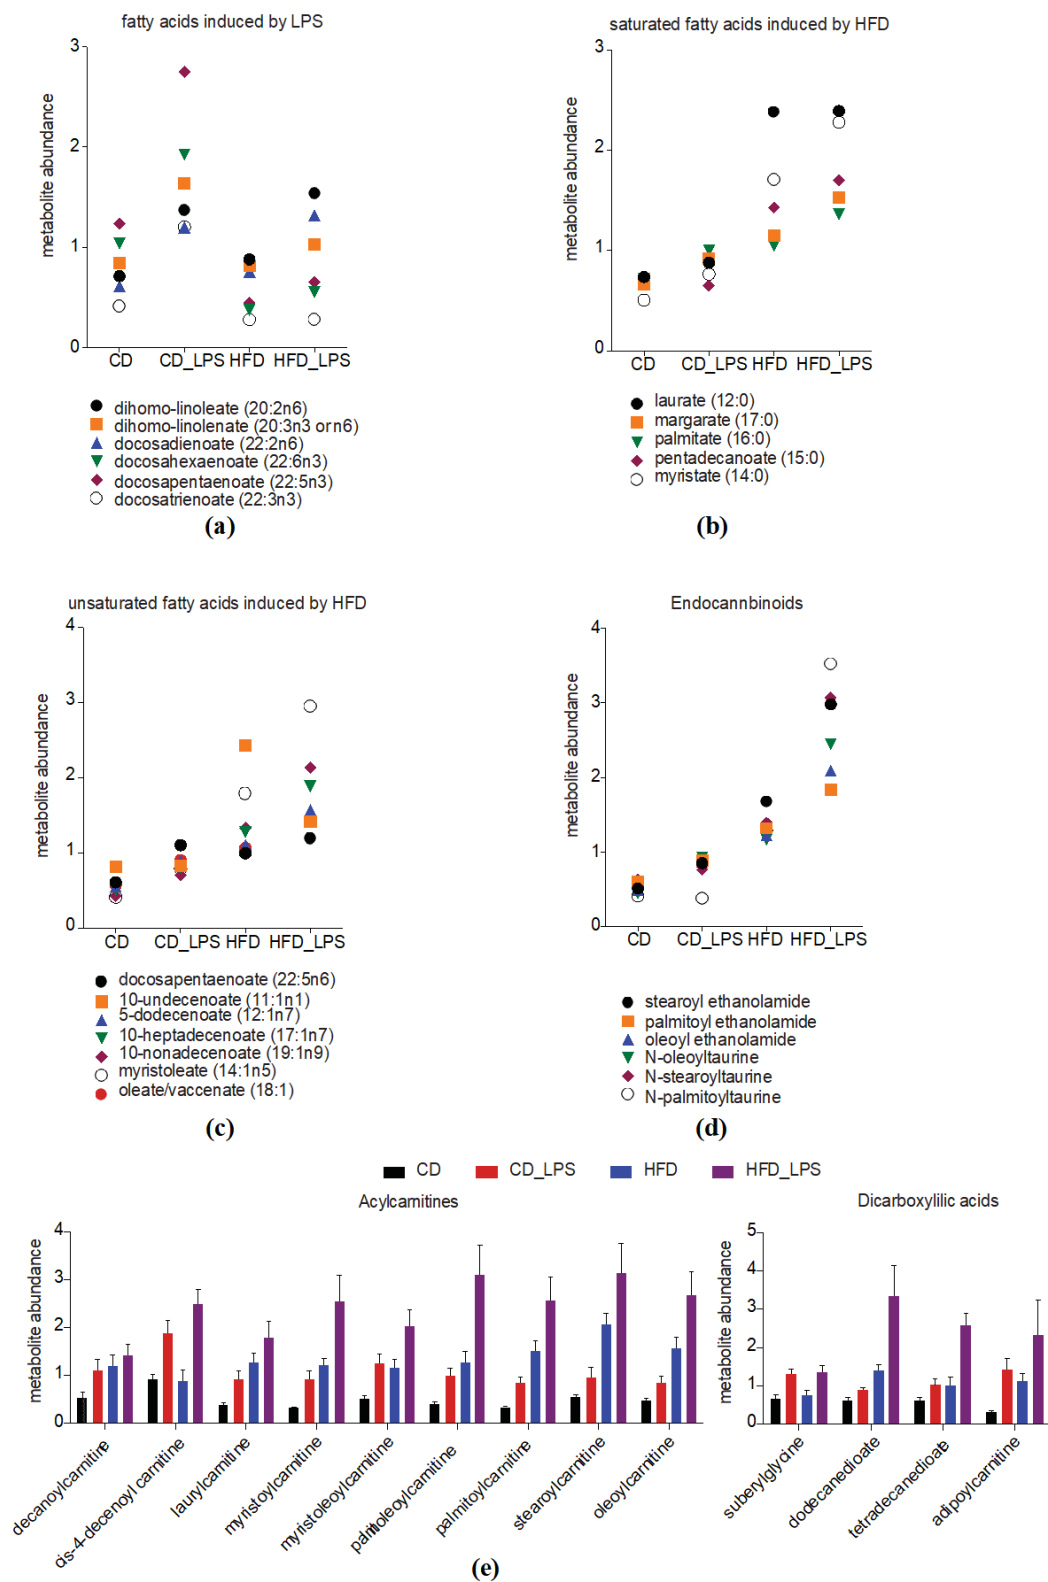 fatty acids induced by LPS
3
2
1
0
metabolite abundance
CD
CD_LPS
HFD
HFD_LPS
dihomo-linoleate (20:2n6)
dihomo-linolenate (20:3n3 orn6)
docosadienoate (22:2n6)
docosahexaenoate (22:6n3)
docosapentaenoate (22:5n3)
docosatrienoate (22:3n3)
(a)
saturated fatty acids induced by HFD
3
2
1
0
metabolite abundance
CD
CD_LPS
HFD
HFD_LPS
laurate (12:0)
margarate (17:0)
palmitate (16:0)
pentadecanoate (15:0)
myristate (14:0)
(b)
unsaturated fatty acids induced by HFD
4
3
2
1
0
metabolite abundance
CD
CD_LPS
HFD
HFD_LPS
docosapentaenoate (22:5n6)
10-undecenoate (11:1n1)
5-dodecenoate (12:1n7)
10-heptadecenoate (17:1n7)
10-nonadecenoate (19:1n9)
myristoleate (14:1n5)
oleate/vaccenate (18:1)
(c)
Endocannbinoids
4
3
2
1
0
metabolite abundance
CD
CD_LPS
HFD
HFD_LPS
stearoyl ethanolamide
palmitoyl ethanolamide
oleoyl ethanolamide
N-oleoyltaurine
N-stearoyltaurine
N-palmitoyltaurine
(d)
CD
CD_LPS
HFD
HFD_LPS
Acylcarnitines
4
3
2
1
0
metabolite abundance
decanoylcarnitine
cis-4-decenoyl carnitine
laurylcarnitine
myristoylcarnitine
myristoleoylcarnitine
palmitoleoylcarnitine
palmitoylcarnitine
stearoylcarnitine
oleoylcarnitine
Dicarboxylilic acids
5
4
3
2
1
0
metabolite abundance
suberylglycine
dodecanedioate
tetradecanedioate
adipoylcarnitine
(e)